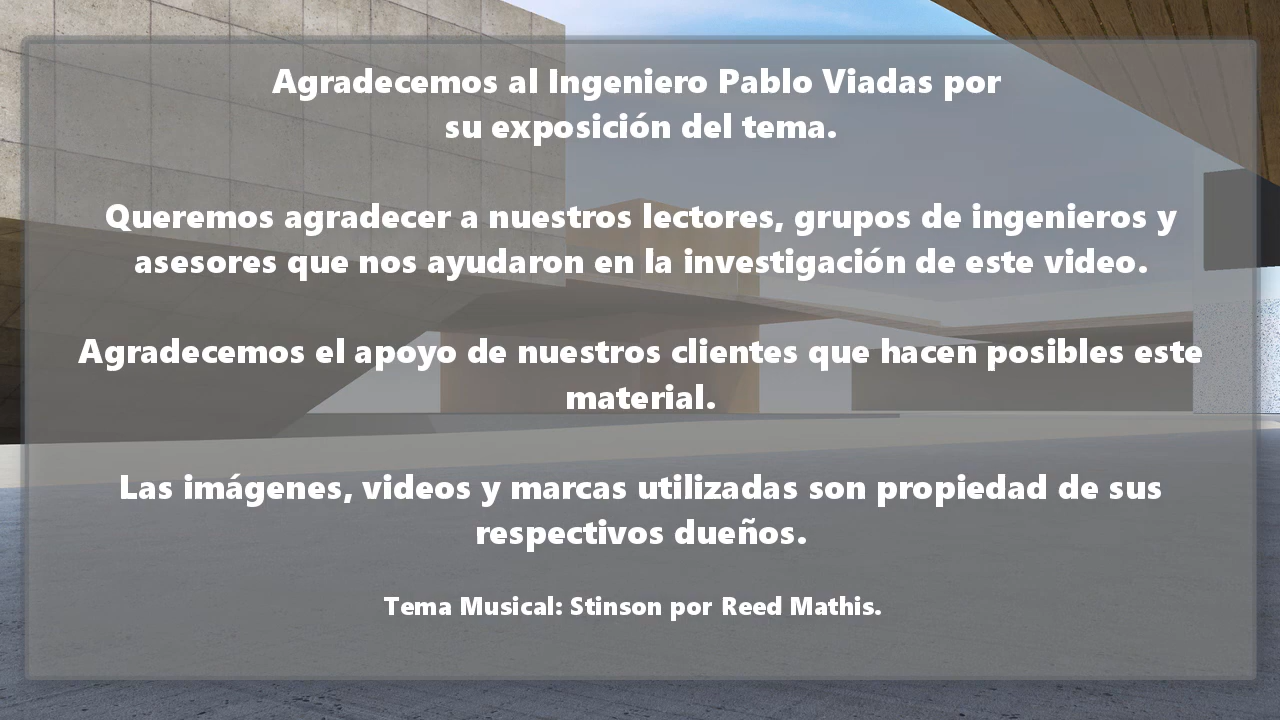 Agradecemos al Ingeniero Pablo Viadas por
su exposición del tema.
Queremos agradecer a nuestros lectores, grupos de ingenieros y
asesores que nos ayudaron en la investigación de este video.
Agradecemos el apoyo de nuestros clientes que hacen posibles este
material.
Las imágenes, videos y marcas utilizadas son propiedad de sus
respectivos dueños.
Tema Musical: Stinson por Reed Mathis.